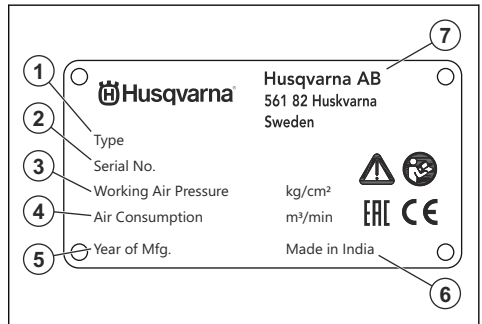 7
1
Husqvarna
Husqvarna AB
561 82 Huskvarna
Sweden
2
Type
Serial No.
3
Working Air Pressure kg/cm²
4
Air Consumption m³/min
EAC CE
5
Year of Mfg. Made in India
6